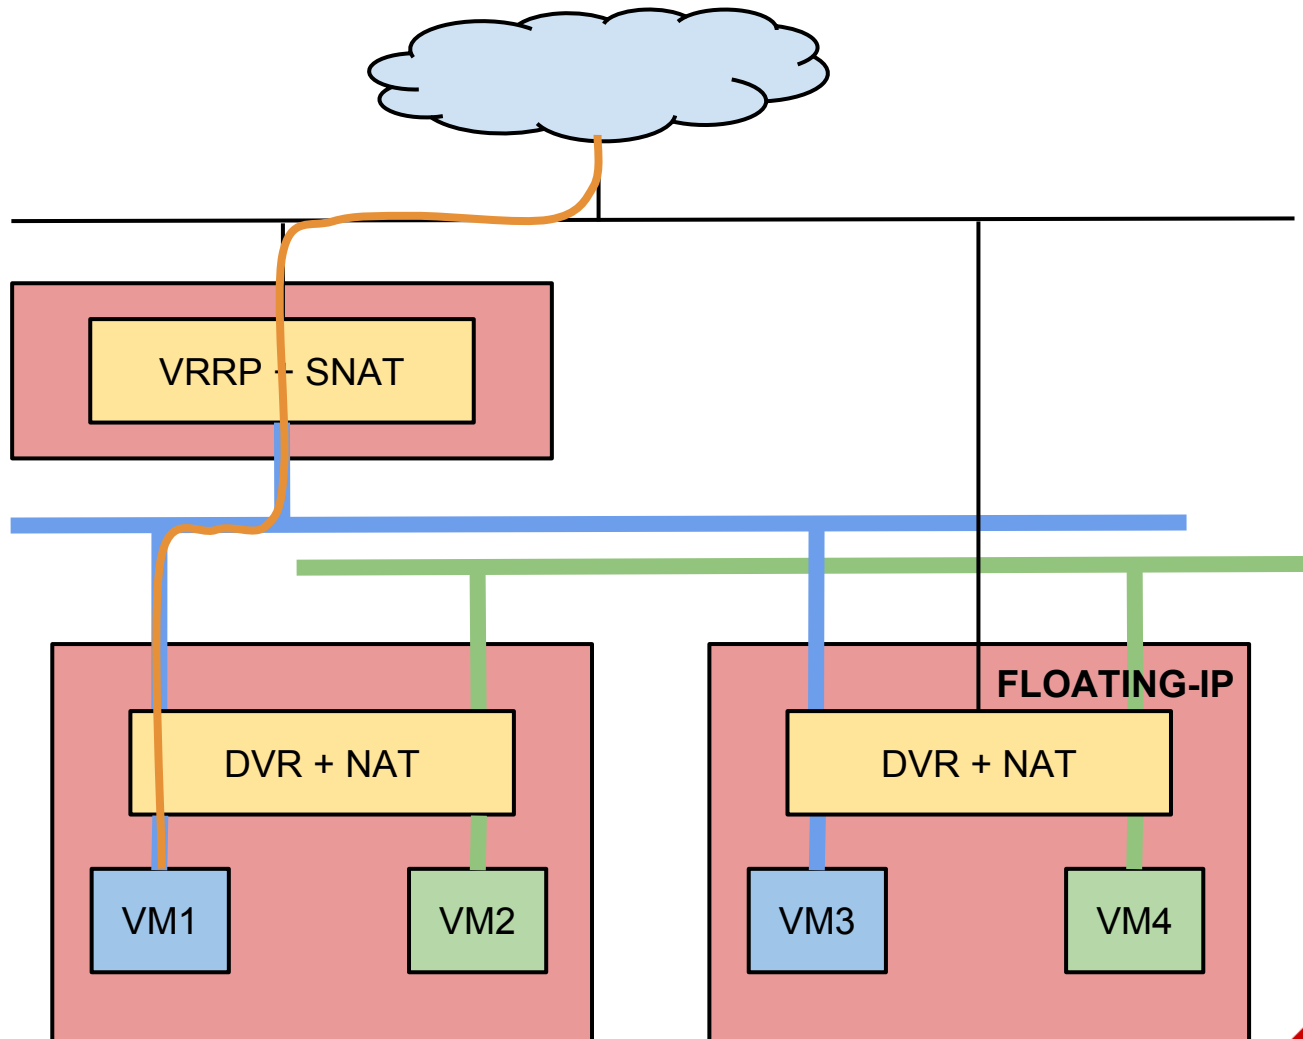 VRRP + SNAT
FLOATING-IP
DVR + NAT
DVR + NAT
VM1
VM2
VM3
VM4